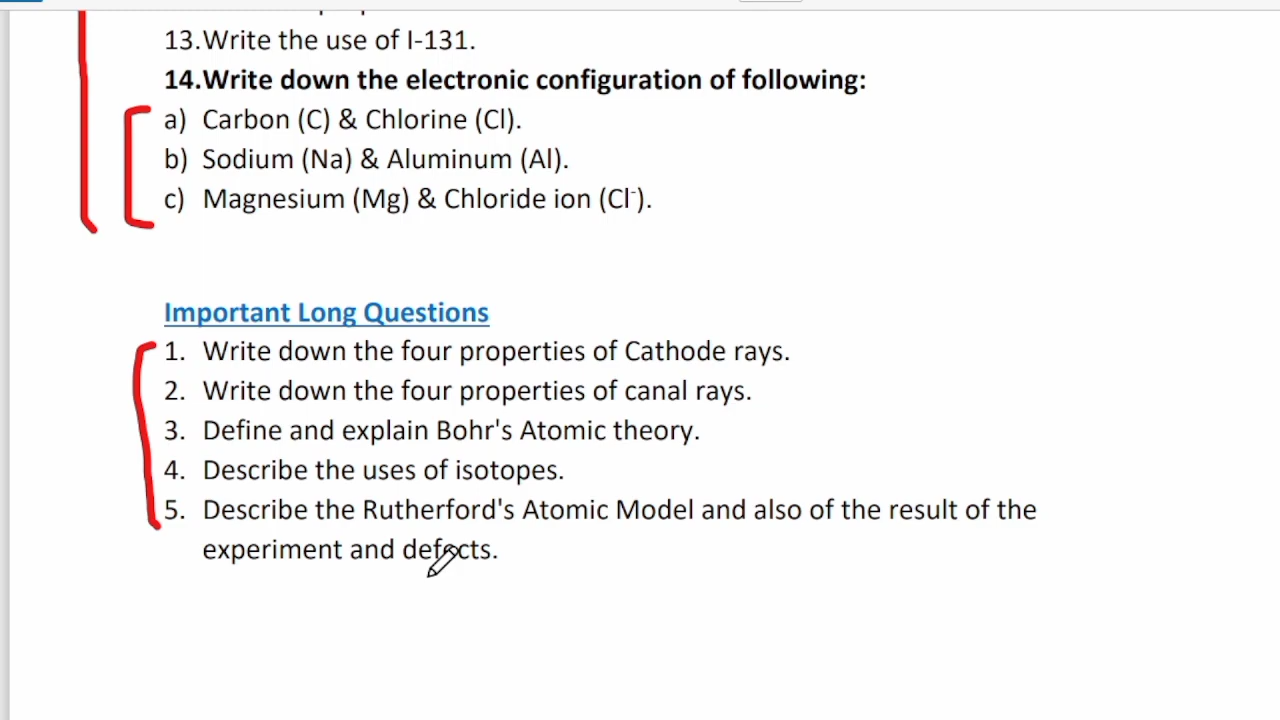 13.Write the use of I-131.
14.Write down the electronic configuration of following:
a) Carbon (C) & Chlorine (Cl).
b) Sodium (Na) & Aluminum (Al).
c) Magnesium (Mg) & Chloride ion (Cl⁻).
Important Long Questions
1. Write down the four properties of Cathode rays.
2. Write down the four properties of canal rays.
3. Define and explain Bohr's Atomic theory.
4. Describe the uses of isotopes.
5. Describe the Rutherford's Atomic Model and also of the result of the
experiment and defects.